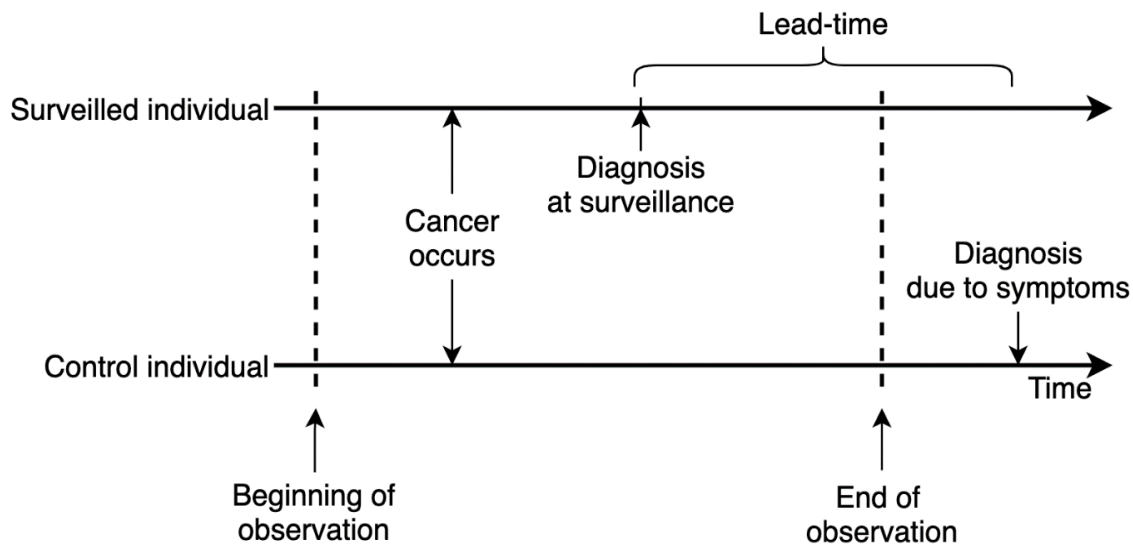 Lead-time
Surveilled individual
Diagnosis
at surveillance
Cancer
occurs
Diagnosis
due to symptoms
Control individual
Time
Beginning of
observation
End of
observation